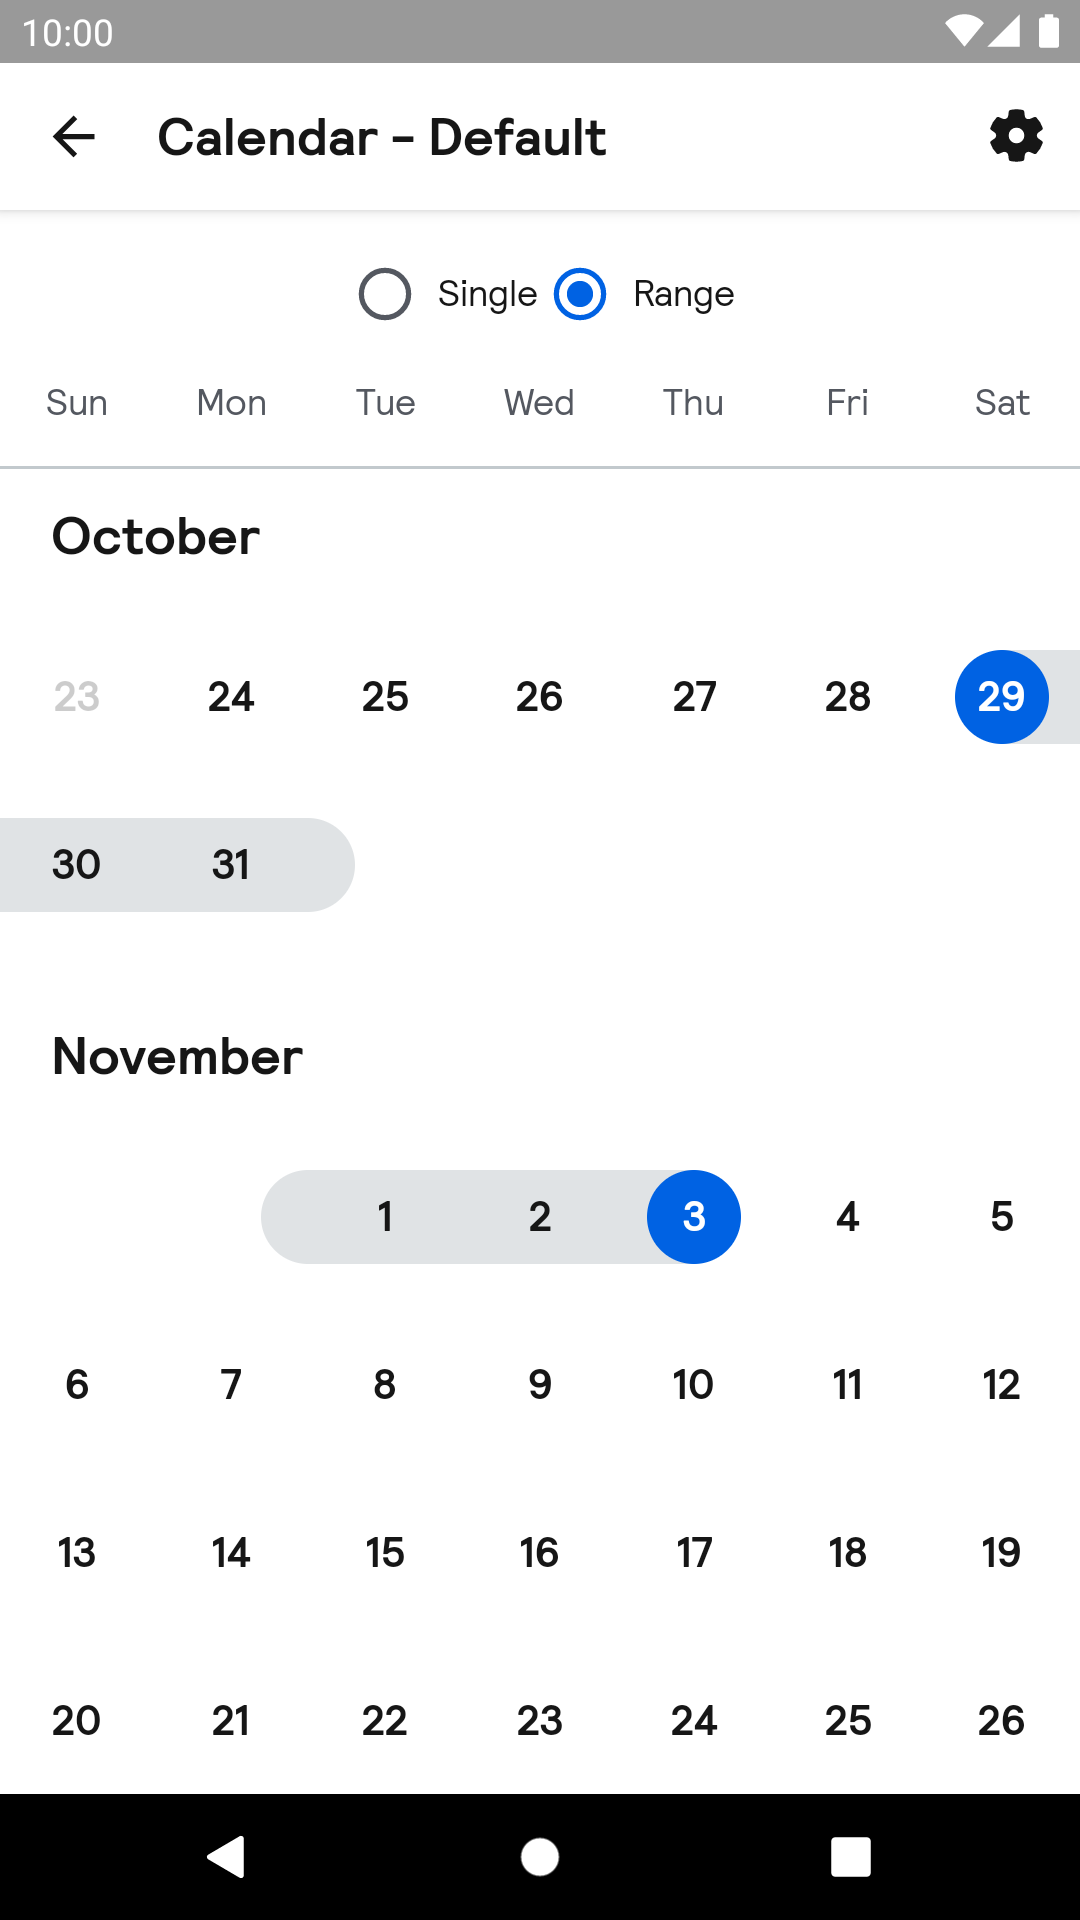 10:00
Calendar – Default
Single Range
Sun Mon Tue Wed Thu Fri Sat
October
23 24 25 26 27 28 29
30 31
November
1 2 3 4 5
6 7 8 9 10 11 12
13 14 15 16 17 18 19
20 21 22 23 24 25 26